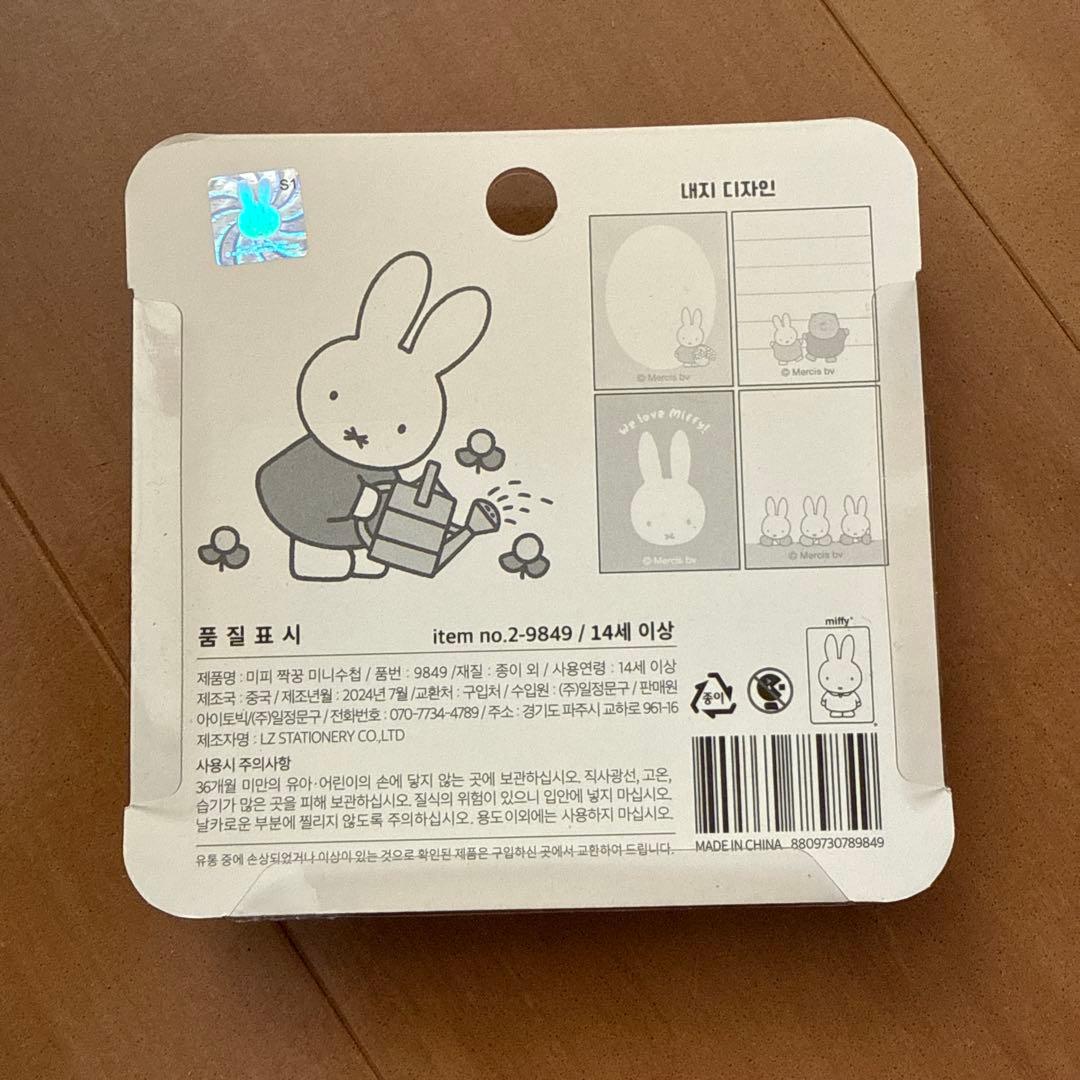 S1
내지 디자인
© Mercis bv
© Mercis bv
We love Miffy!
© Mercis bv
© Mercis bv
품 질 표 시
item no.2-9849 / 14세 이상
제품명 : 미피 짝꿍 미니수첩 / 품번 : 9849 /재질 : 종이 외 / 사용연령 : 14세 이상
제조국 : 중국 / 제조년월 : 2024년 7월 /교환처 : 구입처 / 수입원 : (주)일정문구 / 판매원
아이토빅/(주)일정문구 / 전화번호 : 070-7734-4789 / 주소 : 경기도 파주시 교하로 961-16
제조자명 : LZ STATIONERY CO.,LTD
사용시 주의사항
36개월 미만의 유아·어린이의 손에 닿지 않는 곳에 보관하십시오. 직사광선, 고온,
습기가 많은 곳을 피해 보관하십시오. 질식의 위험이 있으니 입안에 넣지 마십시오.
날카로운 부분에 찔리지 않도록 주의하십시오. 용도이외에는 사용하지 마십시오.
유통 중에 손상되었거나 이상이 있는 것으로 확인된 제품은 구입하신 곳에서 교환하여 드립니다.
종이
miffy®
MADE IN CHINA 8809730789849